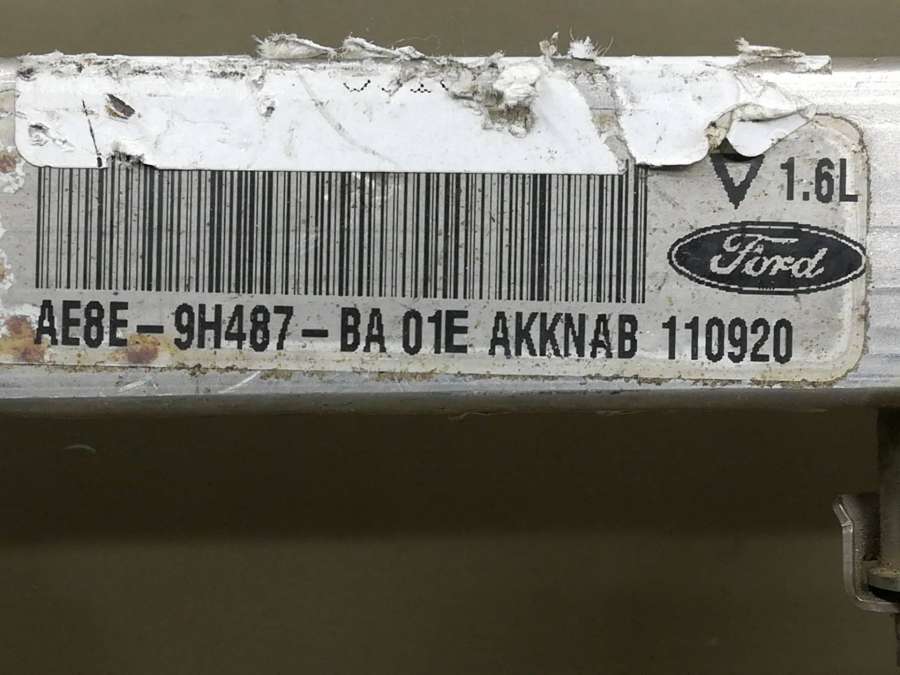 V 1.6L
Ford
AE8E-9H487-BA 01E AKKNAB 110920